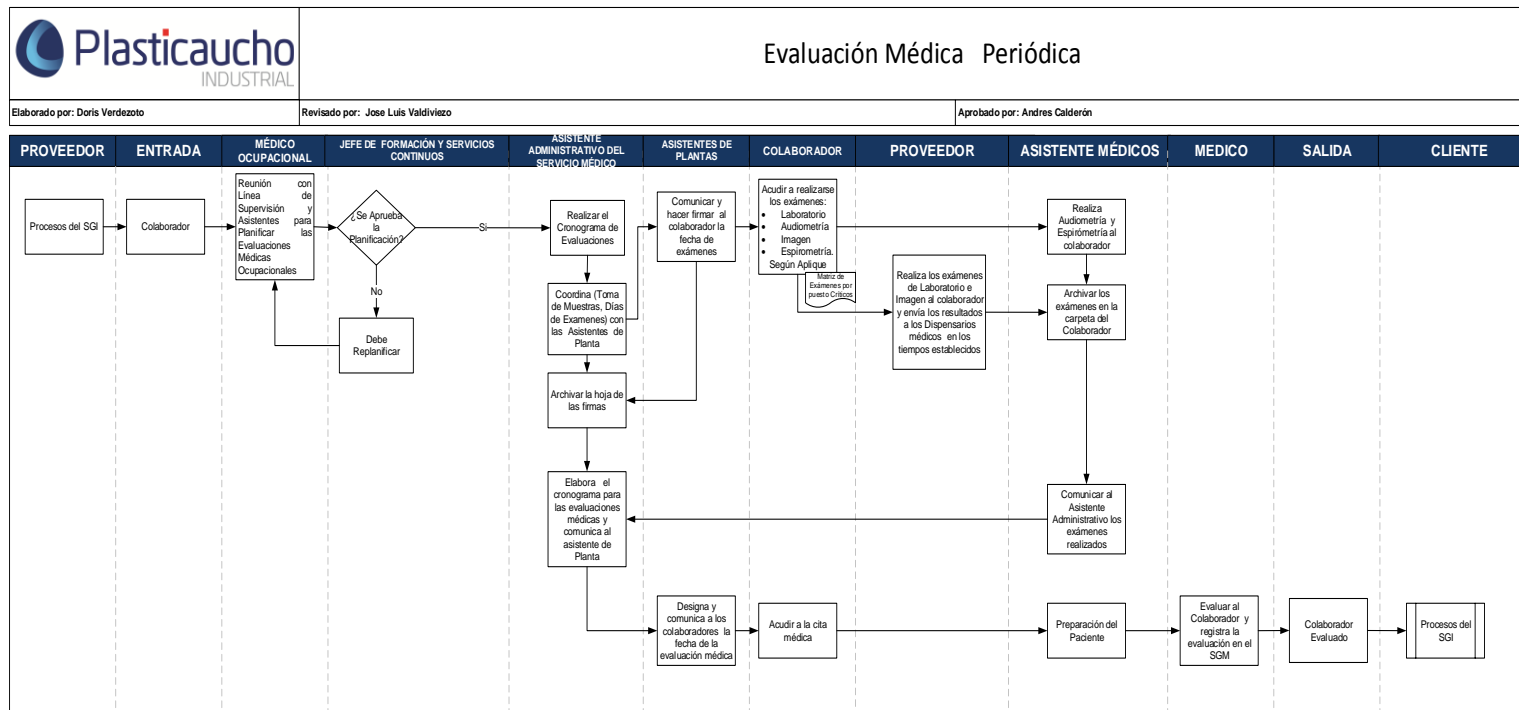 Plasticaucho
INDUSTRIAL
Evaluación Médica Periódica
Elaborado por: Doris Verdezoto
Revisado por: Jose Luis Valdiviezo
Aprobado por: Andres Calderón
PROVEEDOR
ENTRADA
MÉDICO
OCUPACIONAL
JEFE DE FORMACIÓN Y SERVICIOS
CONTINUOS
ASISTENTE
ADMINISTRATIVO DEL
SERVICIO MÉDICO
ASISTENTES DE
PLANTAS
COLABORADOR
PROVEEDOR
ASISTENTE MÉDICOS
MEDICO
SALIDA
CLIENTE
Procesos del SGI
Colaborador
Reunión con
Línea de
Supervisión y
Asistentes para
Planificar las
Evaluaciones
Médicas
Ocupacionales
¿Se Aprueba
la
Planificación?
Si
No
Debe
Replanificar
Realizar el
Cronograma de
Evaluaciones
Coordina (Toma
de Muestras, Días
de Examenes) con
las Asistentes de
Planta
Archivar la hoja de
las firmas
Elabora el
cronograma para
las evaluaciones
médicas y
comunica al
asistente de
Planta
Comunicar y
hacer firmar al
colaborador la
fecha de
exámenes
Acudir a realizarse
los exámenes:
• Laboratorio
• Audiometría
• Imagen
• Espirometría.
Según Aplique
Matriz de
Exámenes por
puesto Críticos
Realiza los exámenes
de Laboratorio e
Imagen al colaborador
y envía los resultados
a los Dispensarios
médicos en los
tiempos establecidos
Realiza
Audiometría y
Espirómetría al
colaborador
Archivar los
exámenes en la
carpeta del
Colaborador
Comunicar al
Asistente
Administrativo los
exámenes
realizados
Designa y
comunica a los
colaboradores la
fecha de la
evaluación médica
Acudir a la cita
médica
Preparación del
Paciente
Evaluar al
Colaborador y
registra la
evaluación en el
SGM
Colaborador
Evaluado
Procesos del
SGI